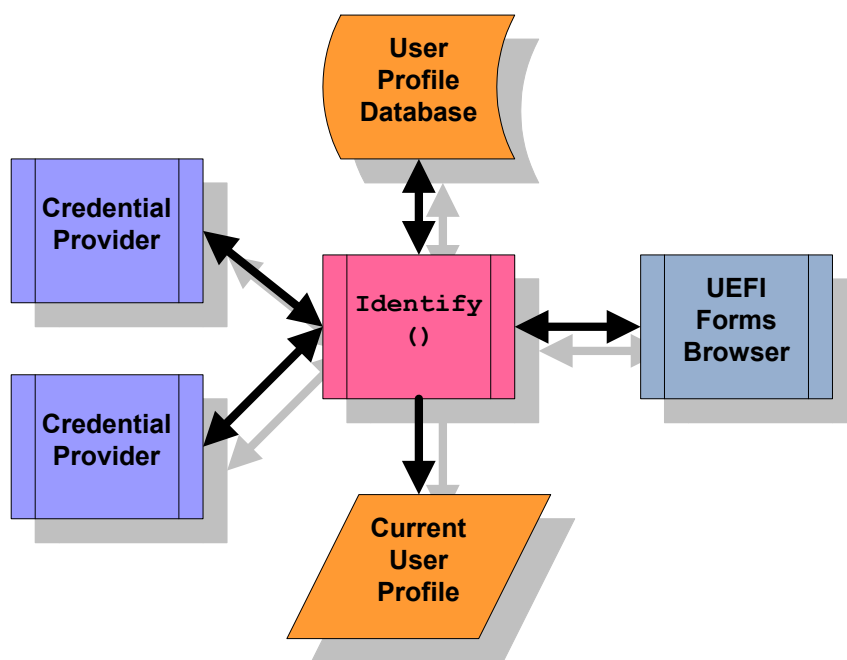 User
Profile
Database
Credential
Provider
Identify
()
UEFI
Forms
Browser
Credential
Provider
Current
User
Profile